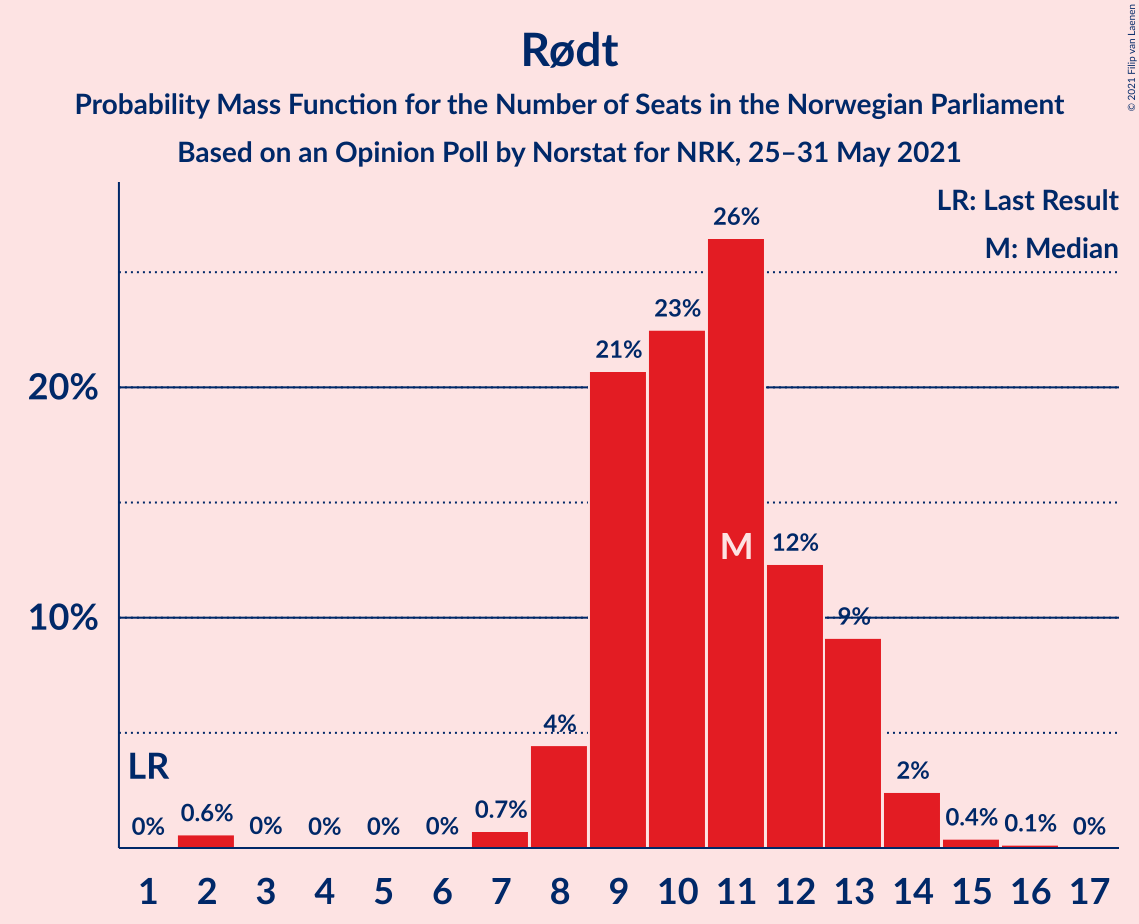 Rødt
Probability Mass Function for the Number of Seats in the Norwegian Parliament
Based on an Opinion Poll by Norstat for NRK, 25–31 May 2021
© 2021 Filip van Laenen
LR: Last Result
M: Median
20%
10%
0% 0.6% 0% 0% 0% 0% 0.7% 4% 21% 23% 26% 12% 9% 2% 0.4% 0.1% 0%
LR
M
1 2 3 4 5 6 7 8 9 10 11 12 13 14 15 16 17